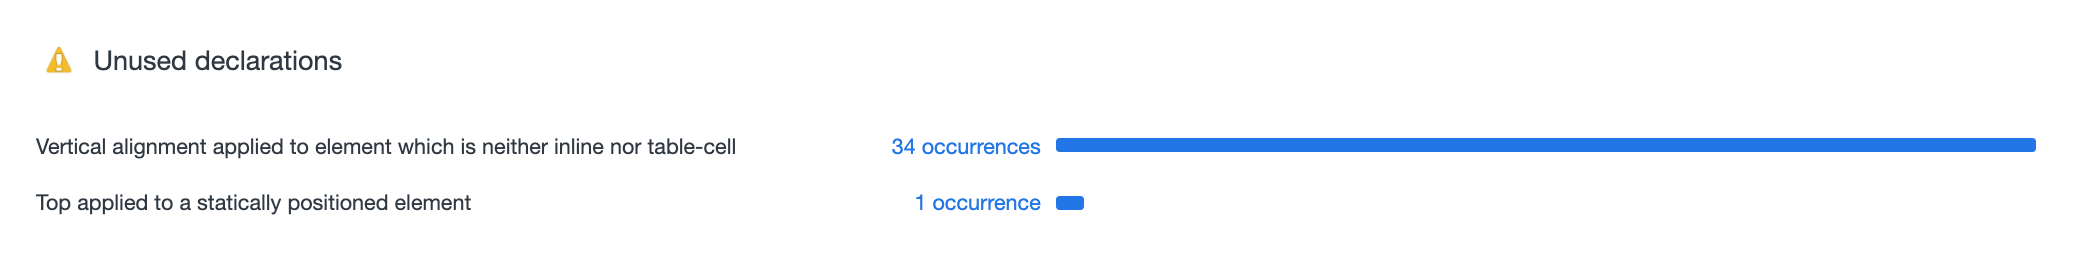 Unused declarations
Vertical alignment applied to element which is neither inline nor table-cell 34 occurrences
Top applied to a statically positioned element 1 occurrence